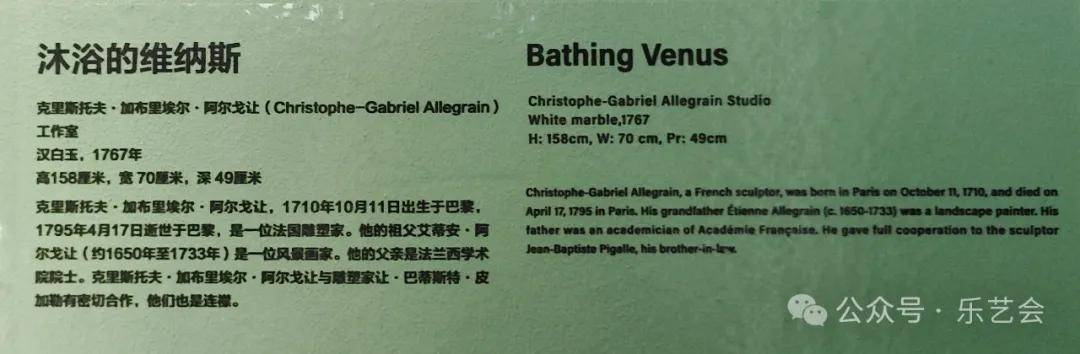 沐浴的维纳斯
克里斯托夫·加布里埃尔·阿尔戈让（Christophe-Gabriel Allegrain）
工作室
汉白玉，1767年
高158厘米，宽 70厘米，深 49厘米
克里斯托夫·加布里埃尔·阿尔戈让，1710年10月11日出生于巴黎，
1795年4月17日逝世于巴黎，是一位法国雕塑家。他的祖父艾蒂安·阿
尔戈让（约1650年至1733年）是一位风景画家。他的父亲是法兰西学术
院院士。克里斯托夫·加布里埃尔·阿尔戈让与雕塑家让·巴蒂斯特·皮
加勒有密切合作，他们也是连襟。
Bathing Venus
Christophe-Gabriel Allegrain Studio
White marble,1767
H: 158cm, W: 70 cm, Pr: 49cm
Christophe-Gabriel Allegrain, a French sculptor, was born in Paris on October 11, 1710, and died on
April 17, 1795 in Paris. His grandfather Étienne Allegrain (c. 1650-1733) was a landscape painter. His
father was an academician of Académie Française. He gave full cooperation to the sculptor
Jean-Baptiste Pigalle, his brother-in-law.
公众号·乐艺会